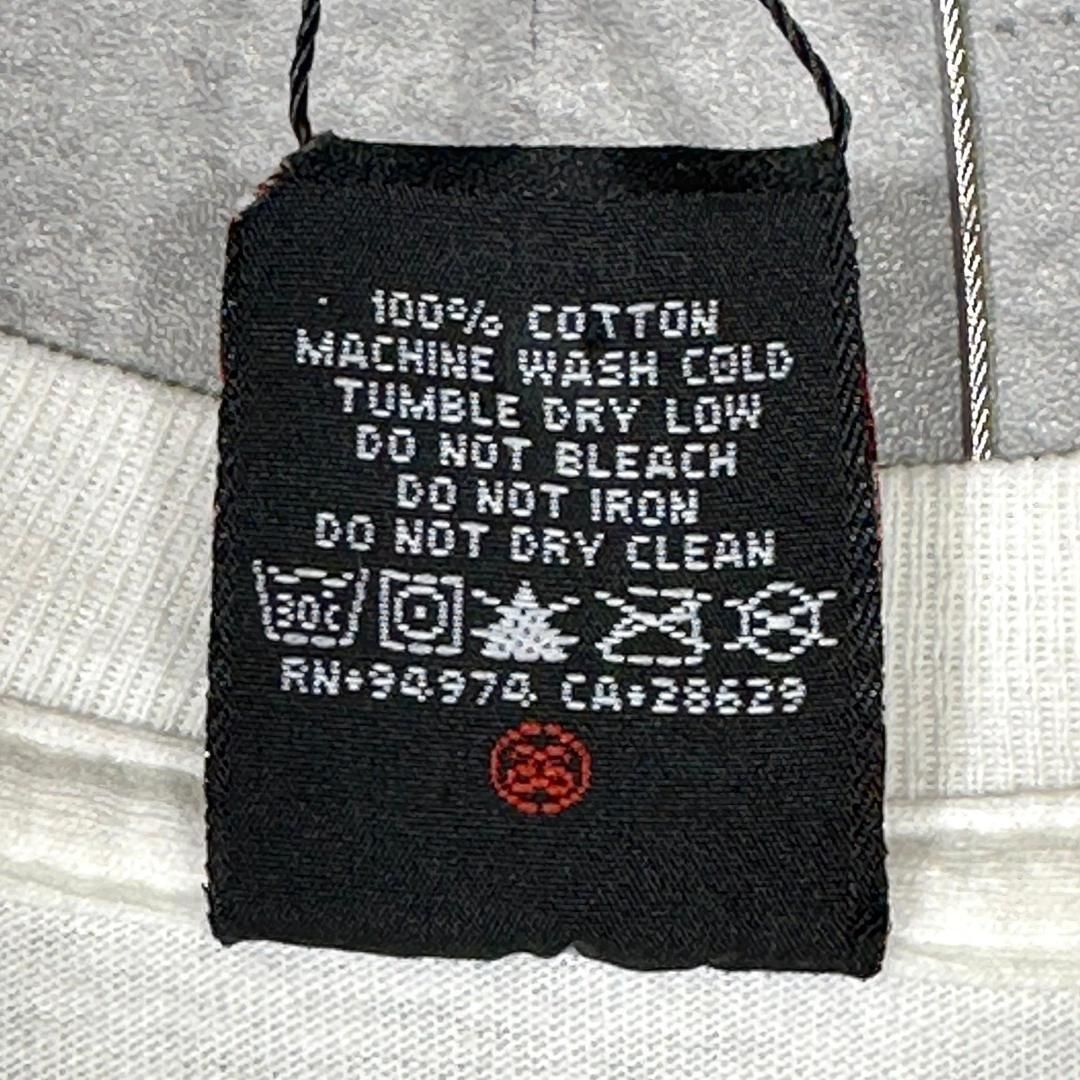 100% COTTON
MACHINE WASH COLD
TUMBLE DRY LOW
DO NOT BLEACH
DO NOT IRON
DO NOT DRY CLEAN
30c
RN•94974 CA•28629